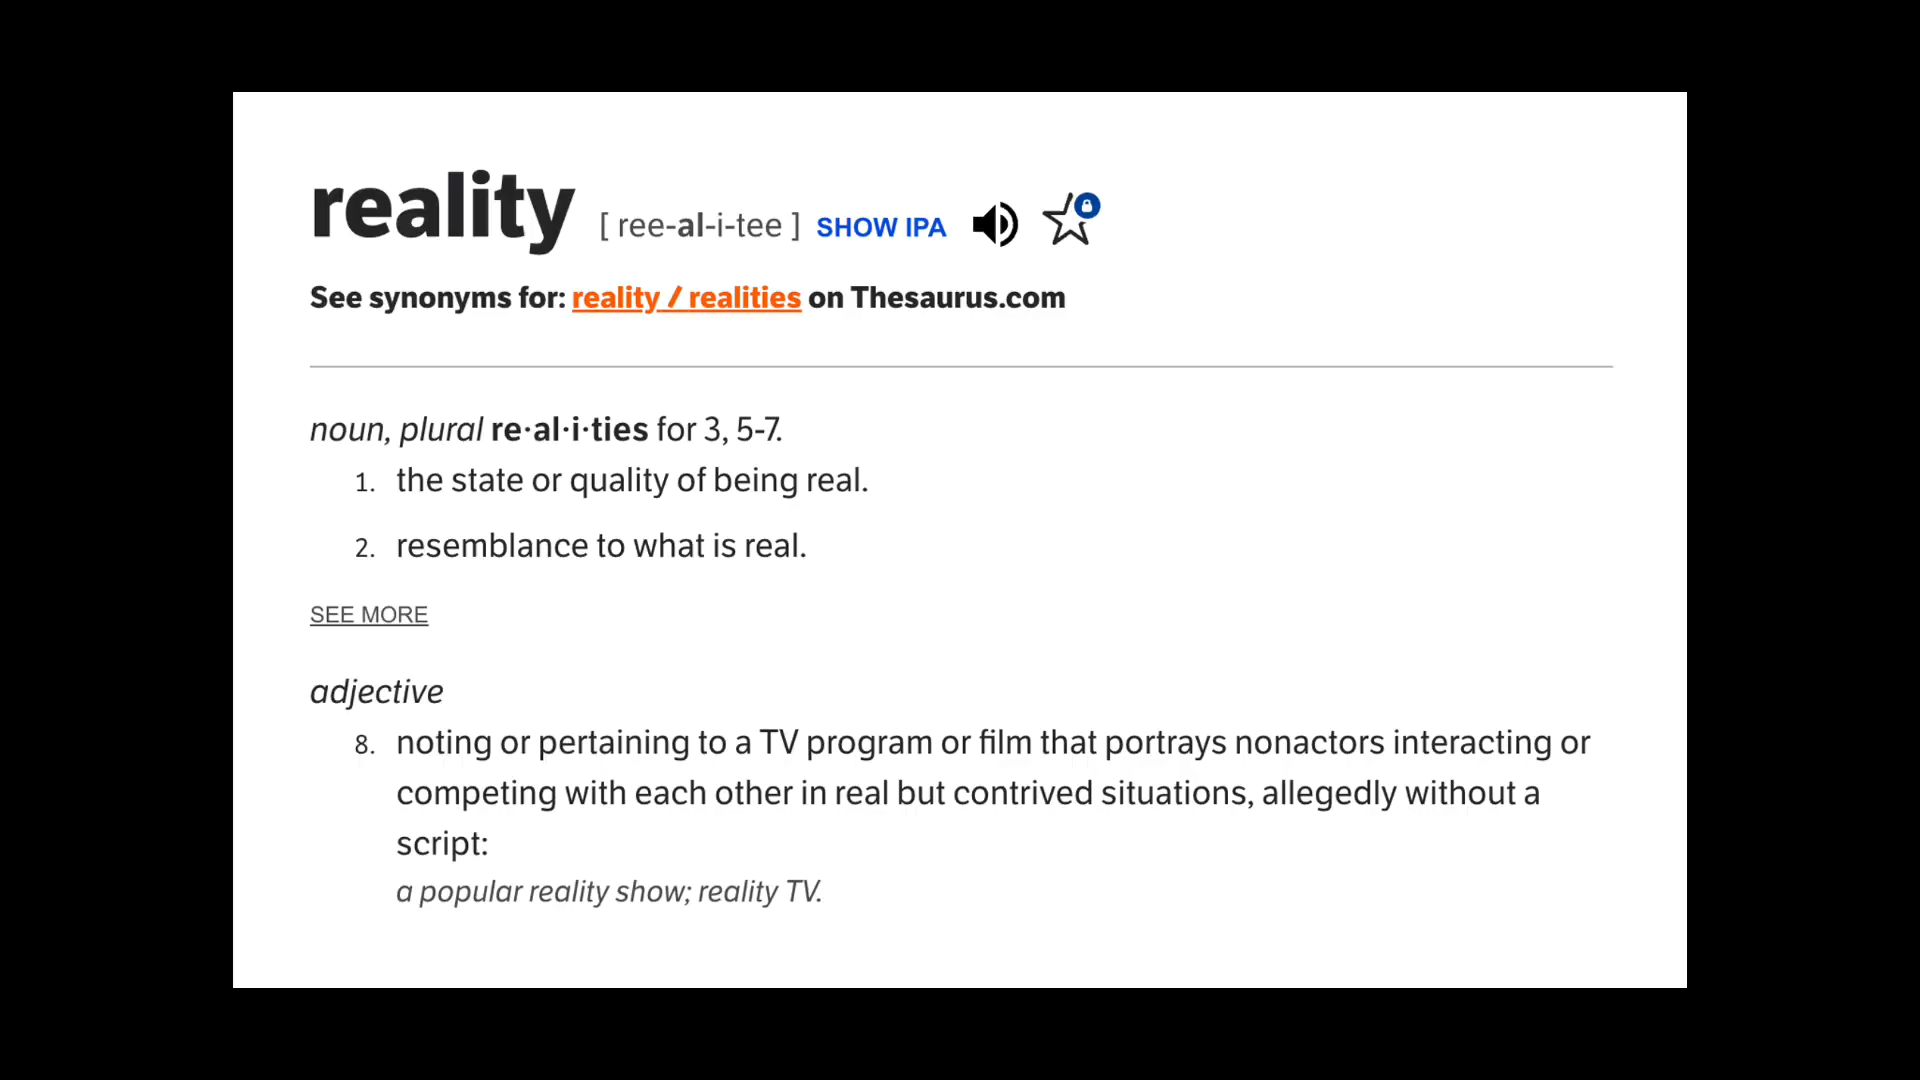 reality [ ree-al-i-tee ] SHOW IPA
See synonyms for: reality / realities on Thesaurus.com
noun, plural re·al·i·ties for 3, 5-7.
1. the state or quality of being real.
2. resemblance to what is real.
SEE MORE
adjective
8. noting or pertaining to a TV program or film that portrays nonactors interacting or
competing with each other in real but contrived situations, allegedly without a
script:
a popular reality show; reality TV.